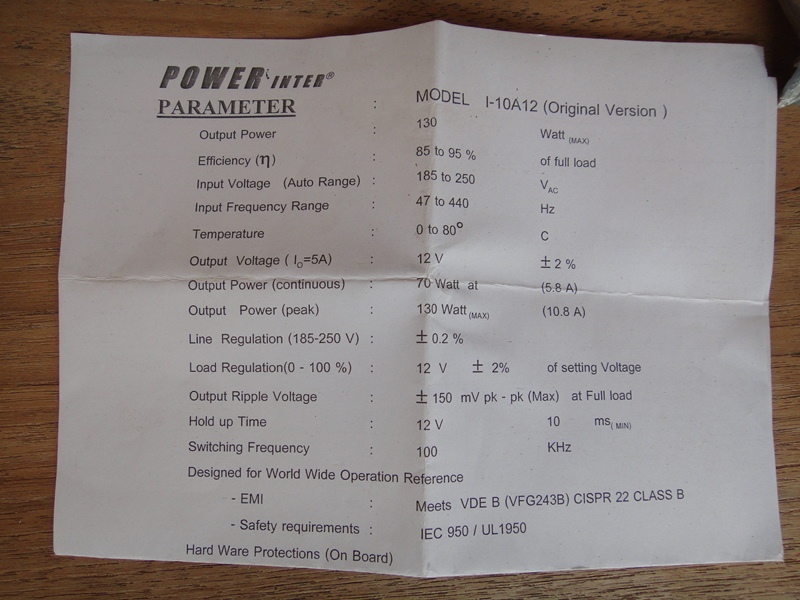 POWER INTER®
PARAMETER : MODEL I-10A12 (Original Version )
Output Power : 130 Watt (MAX)
Efficiency (η) : 85 to 95 % of full load
Input Voltage (Auto Range) : 185 to 250 VAC
Input Frequency Range : 47 to 440 Hz
Temperature : 0 to 80° C
Output Voltage ( IO=5A) : 12 V ± 2 %
Output Power (continuous) : 70 Watt at (5.8 A)
Output Power (peak) : 130 Watt (MAX) (10.8 A)
Line Regulation (185-250 V) : ± 0.2 %
Load Regulation(0 - 100 %) : 12 V ± 2% of setting Voltage
Output Ripple Voltage : ± 150 mV pk - pk (Max) at Full load
Hold up Time : 12 V 10 ms( MIN)
Switching Frequency : 100 KHz
Designed for World Wide Operation Reference
- EMI : Meets VDE B (VFG243B) CISPR 22 CLASS B
- Safety requirements : IEC 950 / UL1950
Hard Ware Protections (On Board)